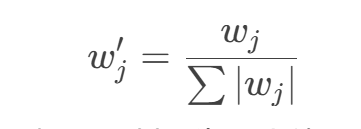 w′_j = w_j / ∑ |w_j|